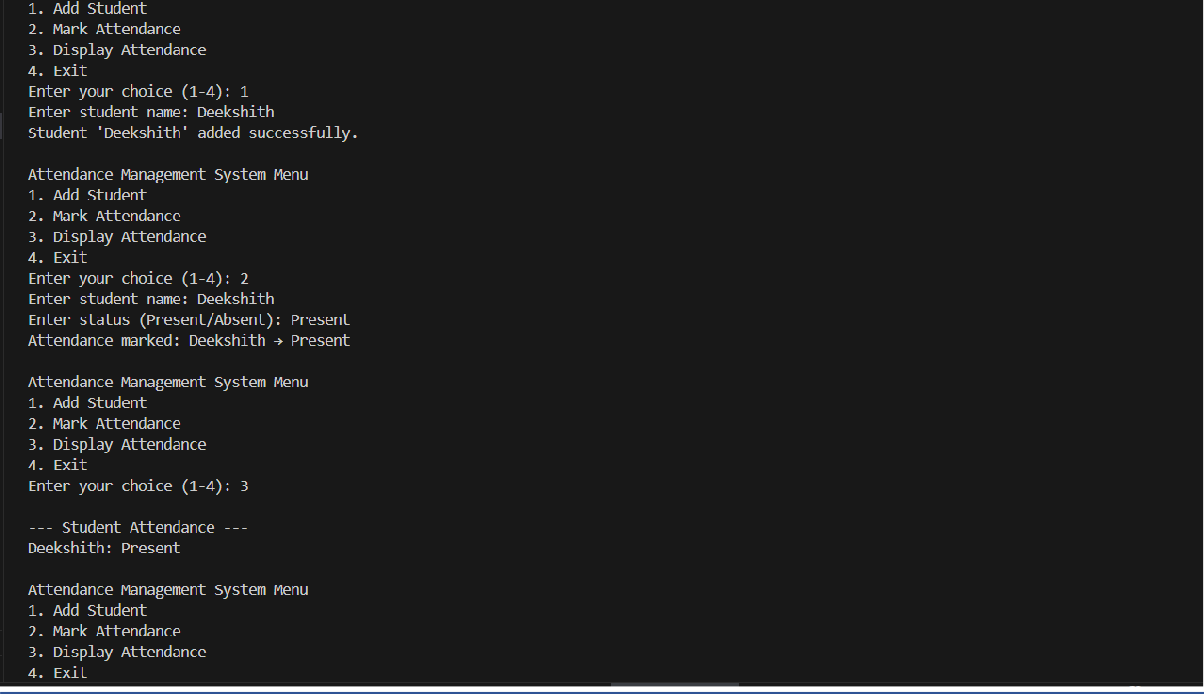 1. Add Student
2. Mark Attendance
3. Display Attendance
4. Exit
Enter your choice (1-4): 1
Enter student name: Deekshith
Student 'Deekshith' added successfully.
Attendance Management System Menu
1. Add Student
2. Mark Attendance
3. Display Attendance
4. Exit
Enter your choice (1-4): 2
Enter student name: Deekshith
Enter status (Present/Absent): Present
Attendance marked: Deekshith → Present
Attendance Management System Menu
1. Add Student
2. Mark Attendance
3. Display Attendance
4. Exit
Enter your choice (1-4): 3
--- Student Attendance ---
Deekshith: Present
Attendance Management System Menu
1. Add Student
2. Mark Attendance
3. Display Attendance
4. Exit